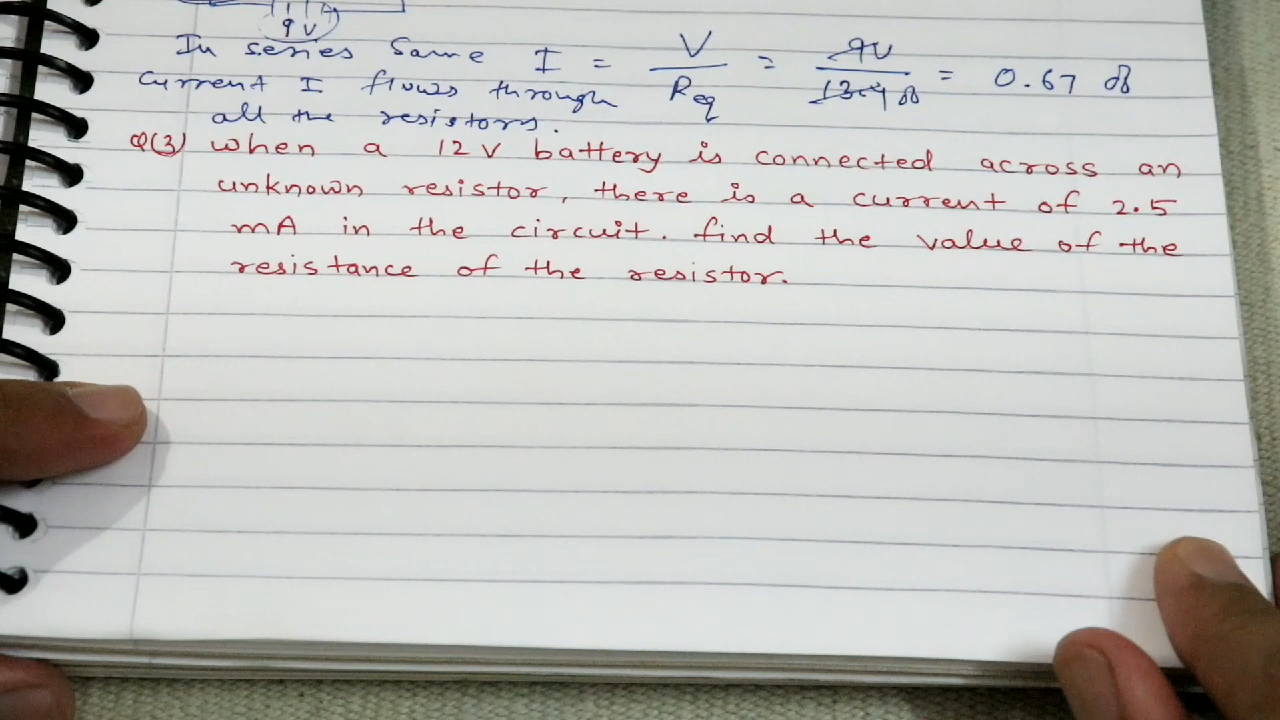 9 V
In series Same I = V / Req = 9V / 13.4 Ω = 0.67 Ω
Current I flows through
all the resistors.
Q(3) When a 12 V battery is connected across an
unknown resistor, there is a current of 2.5
mA in the circuit. find the value of the
resistance of the resistor.